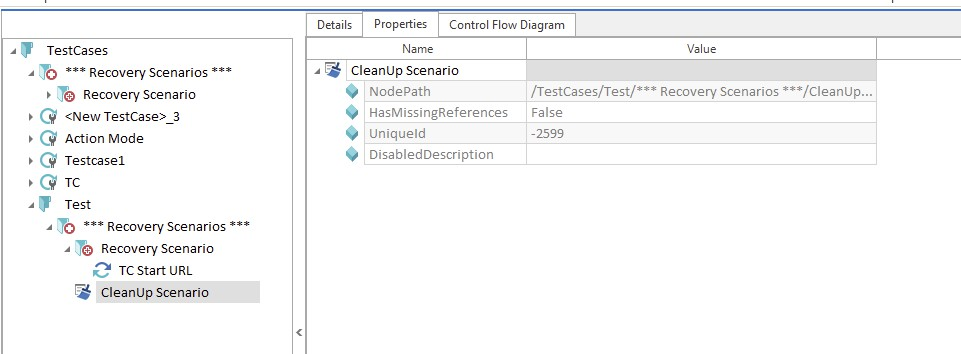 TestCases
*** Recovery Scenarios ***
Recovery Scenario
<New TestCase>_3
Action Mode
Testcase1
TC
Test
*** Recovery Scenarios ***
Recovery Scenario
TC Start URL
CleanUp Scenario
<
Details Properties Control Flow Diagram
Name Value
CleanUp Scenario
NodePath /TestCases/Test/*** Recovery Scenarios ***/CleanUp...
HasMissingReferences False
UniqueId -2599
DisabledDescription